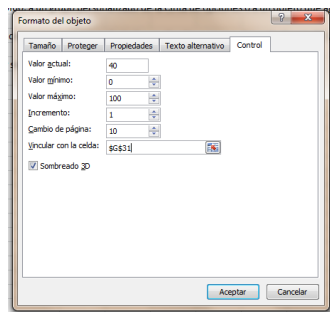 Formato del objeto
Tamaño Proteger Propiedades Texto alternativo Control
Valor actual: 40
Valor mínimo: 0
Valor máximo: 100
Incremento: 1
Cambio de página: 10
Vincular con la celda: $G$31
Sombreado 3D
Aceptar Cancelar